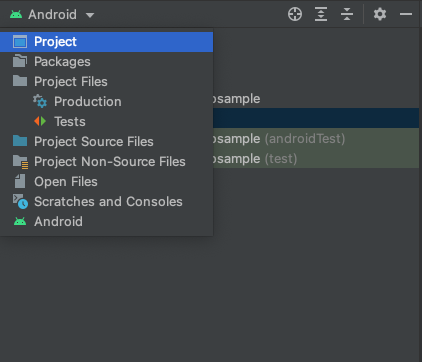 Android
Project
Packages
Project Files
Production
osample
Tests
Project Source Files
osample (androidTest)
Project Non-Source Files
osample (test)
Open Files
Scratches and Consoles
Android